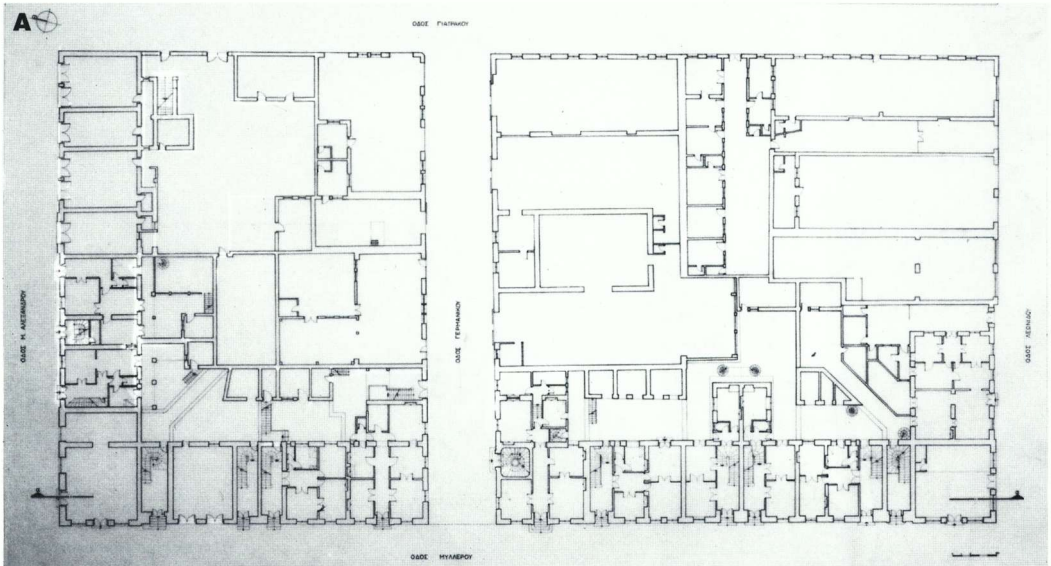 A
ΟΔΟΣ ΓΙΑΤΡΑΚΟΥ
ΟΔΟΣ Μ. ΑΛΕΞΑΝΔΡΟΥ
ΟΔΟΣ ΓΕΡΜΑΝΙΚΟΥ
ΟΔΟΣ ΛΕΩΝΙΔΟΥ
ΟΔΟΣ ΜΥΛΛΕΡΟΥ